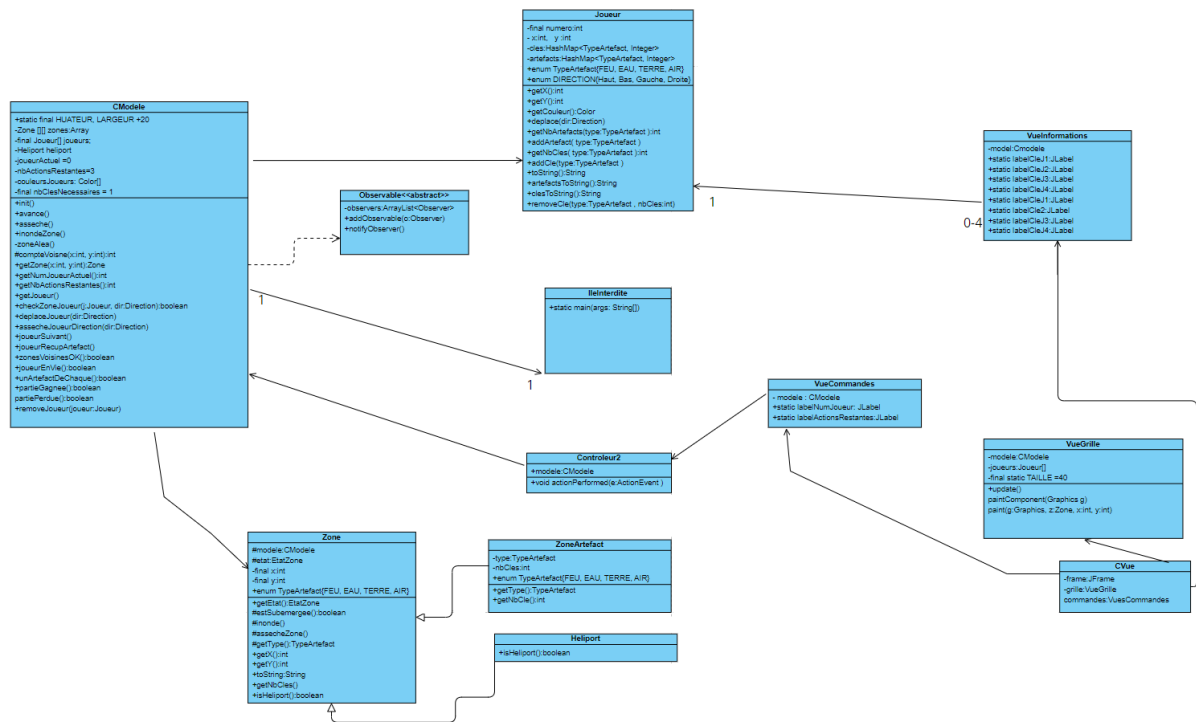 Joueur
-final numero:int
- x:int, y :int
-cles:HashMap<TypeArtefact, Integer>
-artefacts:HashMap<TypeArtefact, Integer>
+enum TypeArtefact{FEU, EAU, TERRE, AIR}
+enum DIRECTION{Haut, Bas, Gauche, Droite}
+getX():int
+getY():int
+getCouleur():Color
+deplace(dir:Direction)
+getNbArtefacts(type:TypeArtefact ):int
+addArtefact( type:TypeArtefact )
+getNbCles( type:TypeArtefact ):int
+addCle(type:TypeArtefact )
+toString():String
+artefactsToString():String
+clesToString():String
+removeCle(type:TypeArtefact , nbCles:int)
CModele
+static final HUATEUR, LARGEUR +20
-Zone [][] zones:Array
-final Joueur[] joueurs;
-Heliport heliport
-joueurActuel =0
-nbActionsRestantes=3
-couleursJoueurs: Color[]
-final nbClesNecessaires = 1
+init()
+avance()
+asseche()
+inondeZone()
-zoneAlea()
#compteVoisne(x:int, y:int):int
+getZone(x:int, y:int):Zone
+getNumJoueurActuel():int
+getNbActionsRestantes():int
+getJoueur()
+checkZoneJoueur(j:Joueur, dir:Direction):boolean
+deplaceJoueur(dir:Direction)
+assecheJoueurDirection(dir:Direction)
+joueurSuivant()
+joueurRecupArtefact()
+zonesVoisinesOK():boolean
+joueurEnVie():boolean
+unArtefactDeChaque():boolean
+partieGagnee():boolean
partiePerdue():boolean
+removeJoueur(joueur:Joueur)
Observable<<abstract>>
-observers:ArrayList<Observer>
+addObservable(o:Observer)
+notifyObserver()
VueInformations
-model:Cmodele
+static labelCleJ1:JLabel
+static labelCleJ2:JLabel
+static labelCleJ3:JLabel
+static labelCleJ4:JLabel
+static labelCleJ1:JLabel
+static labelCle2:JLabel
+static labelCleJ3:JLabel
+static labelCleJ4:JLabel
1
0-4
1
1
IleInterdite
+static main(args: String[])
VueCommandes
- modele : CModele
+static labelNumJoueur: JLabel
+static labelActionsRestantes:JLabel
Controleur2
+modele:CModele
+void actionPerformed(e:ActionEvent )
VueGrille
-modele:CModele
-joueurs:Joueur[]
-final static TAILLE =40
+update()
paintComponent(Graphics g)
paint(g:Graphics, z:Zone, x:int, y:int)
Zone
#modele:CModele
#etat:EtatZone
-final x:int
-final y:int
+enum TypeArtefact{FEU, EAU, TERRE, AIR}
+getEtat():EtatZone
#estSubmergee():boolean
#inonde()
#assecheZone()
#getType():TypeArtefact
+getX():int
+getY():int
+toString:String
+getNbCles()
+isHeliport():boolean
ZoneArtefact
-type:TypeArtefact
-nbCles:int
+enum TypeArtefact{FEU, EAU, TERRE, AIR}
+getType():TypeArtefact
+getNbCle():int
Heliport
+isHeliport():boolean
CVue
-frame:JFrame
-grille:VueGrille
commandes:VuesCommandes